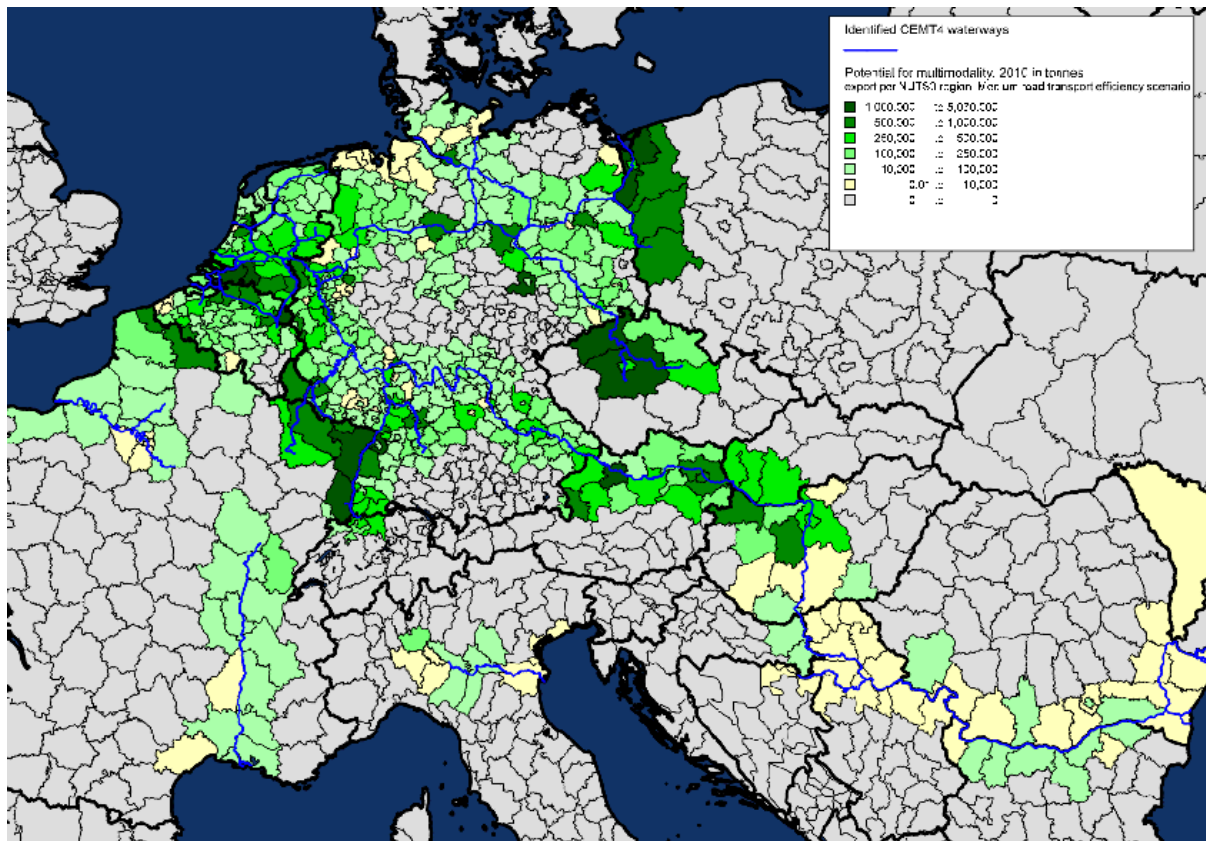 Identified CEMT4 waterways
Potential for multimodality, 2010 in tonnes
export per NUTS3 region, Medium road transport efficiency scenario
1,000,000 to 5,070,000
500,000 to 1,000,000
250,000 to 500,000
100,000 to 250,000
10,000 to 100,000
0.01 to 10,000
0 to 0